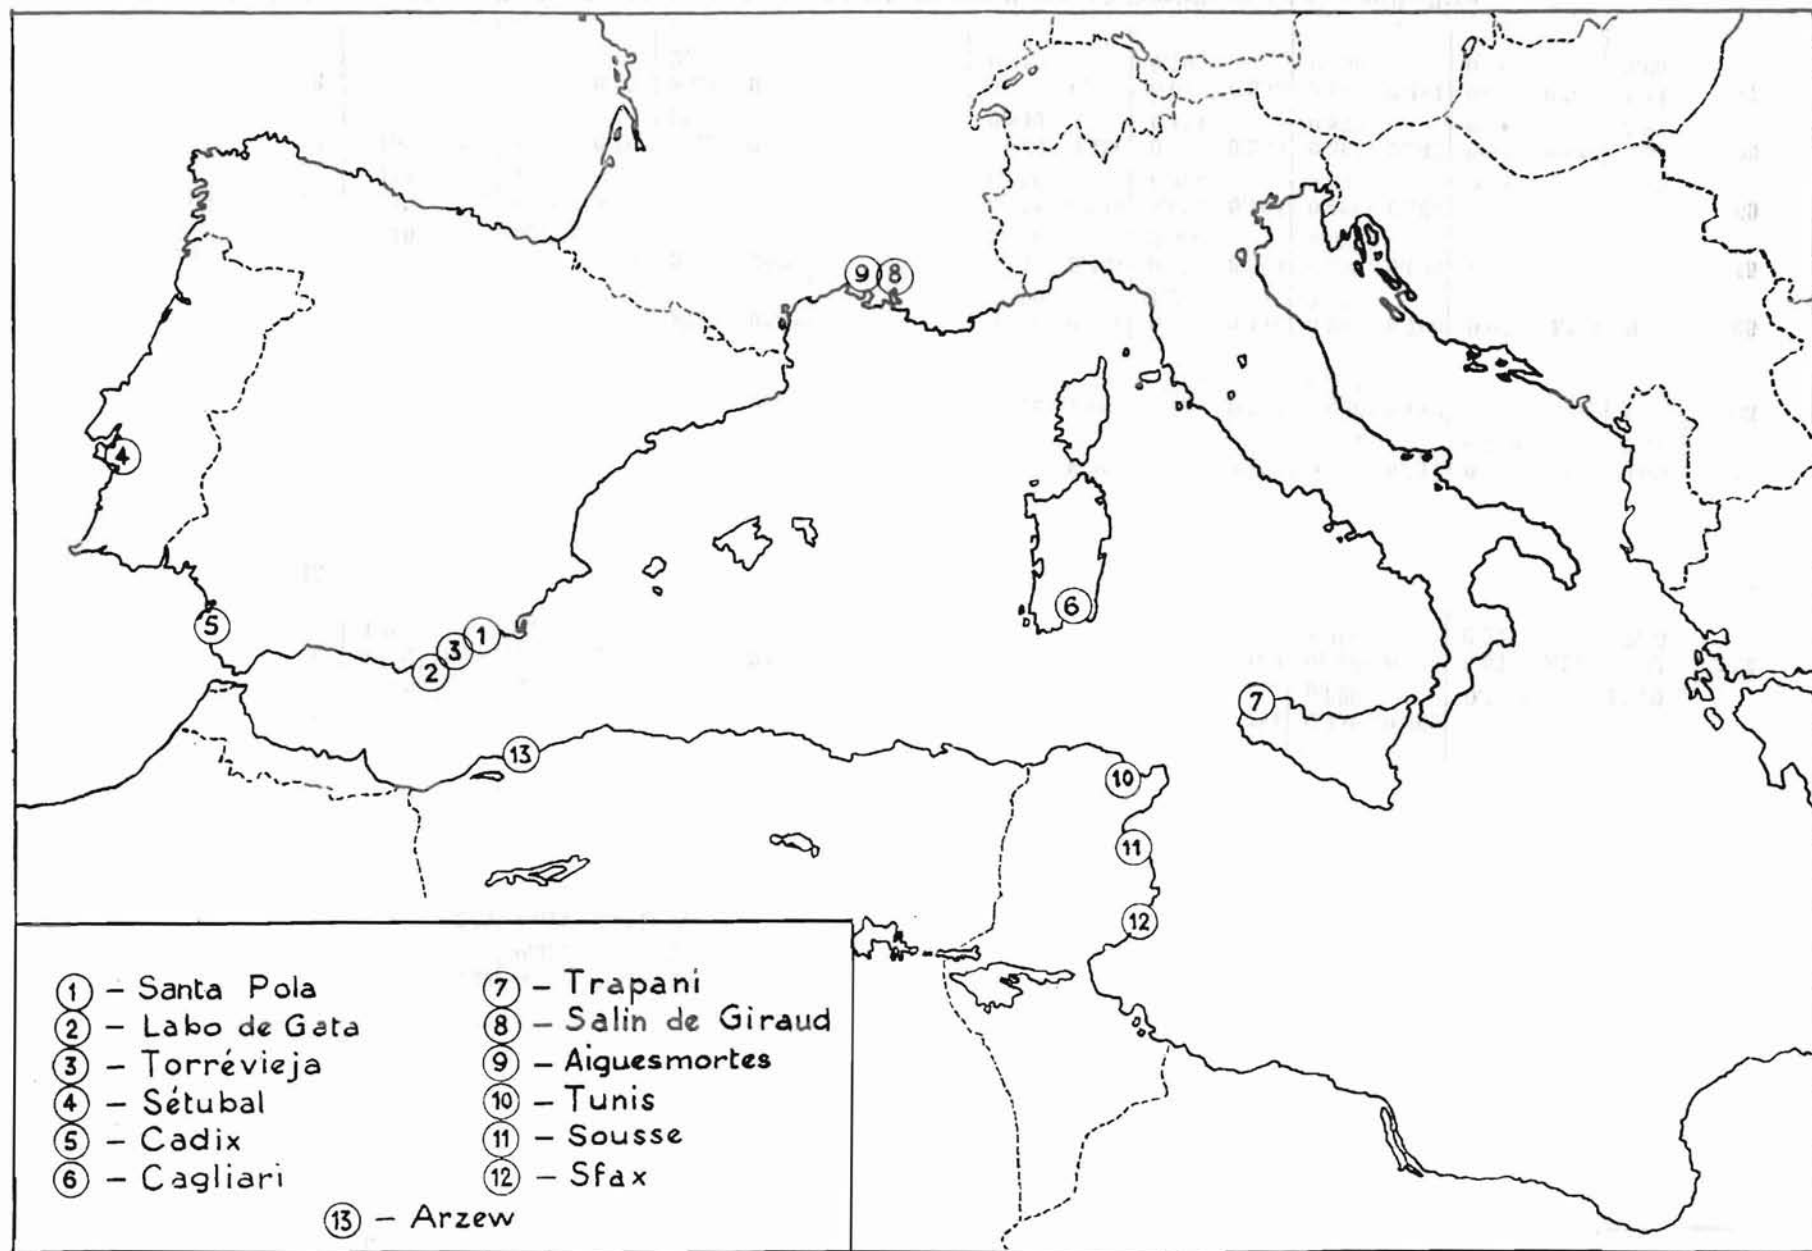 9 8
4
5
1
3
2
6
7
13
10
11
12
1 – Santa Pola
2 – Labo de Gata
3 – Torrévieja
4 – Sétubal
5 – Cadix
6 – Cagliari
7 – Trapani
8 – Salin de Giraud
9 – Aiguesmortes
10 – Tunis
11 – Sousse
12 – Sfax
13 – Arzew